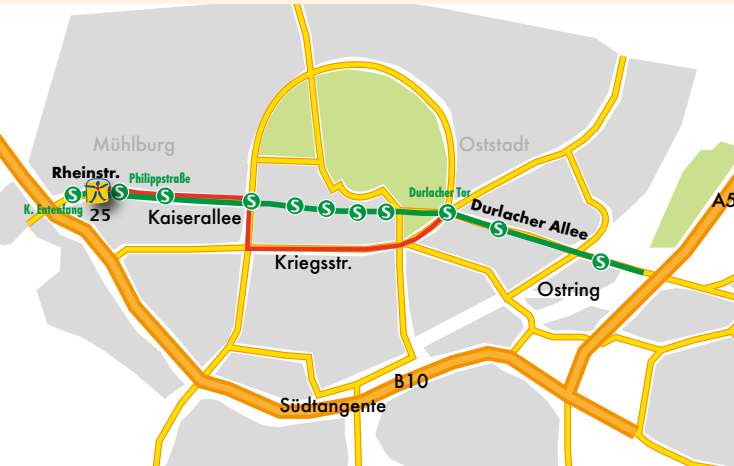 Mühlburg
Oststadt
Rheinstr.
Philippstraße
K. Entenfang
25
Kaiserallee
Durlacher Tor
Durlacher Allee
A5
Kriegsstr.
Ostring
B10
Südtangente
S
S
S
S
S
S
S
S
S
S
S